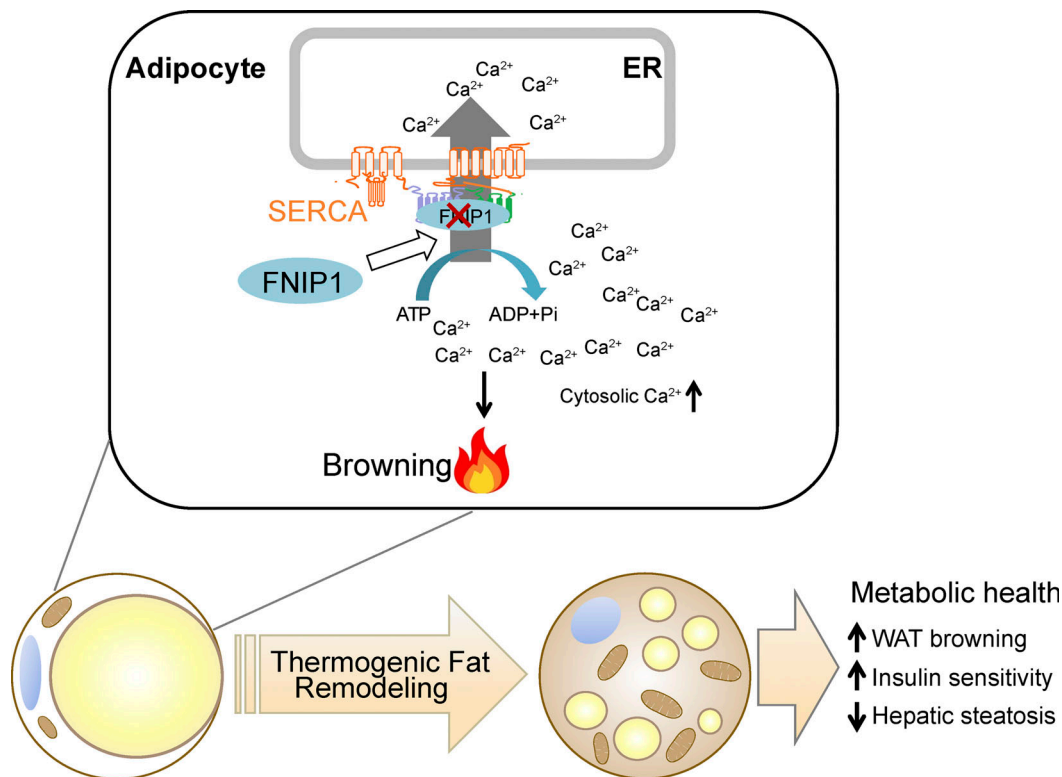 Adipocyte
ER
Ca²⁺
Ca²⁺
Ca²⁺
Ca²⁺
Ca²⁺
SERCA
FNIP1
FNIP1
Ca²⁺
Ca²⁺
Ca²⁺
Ca²⁺
Ca²⁺
Ca²⁺
ATP
ADP+Pi
Ca²⁺
Ca²⁺
Ca²⁺
Ca²⁺
Ca²⁺
Ca²⁺
Cytosolic Ca²⁺
Browning
Thermogenic Fat
Remodeling
Metabolic health
WAT browning
Insulin sensitivity
Hepatic steatosis